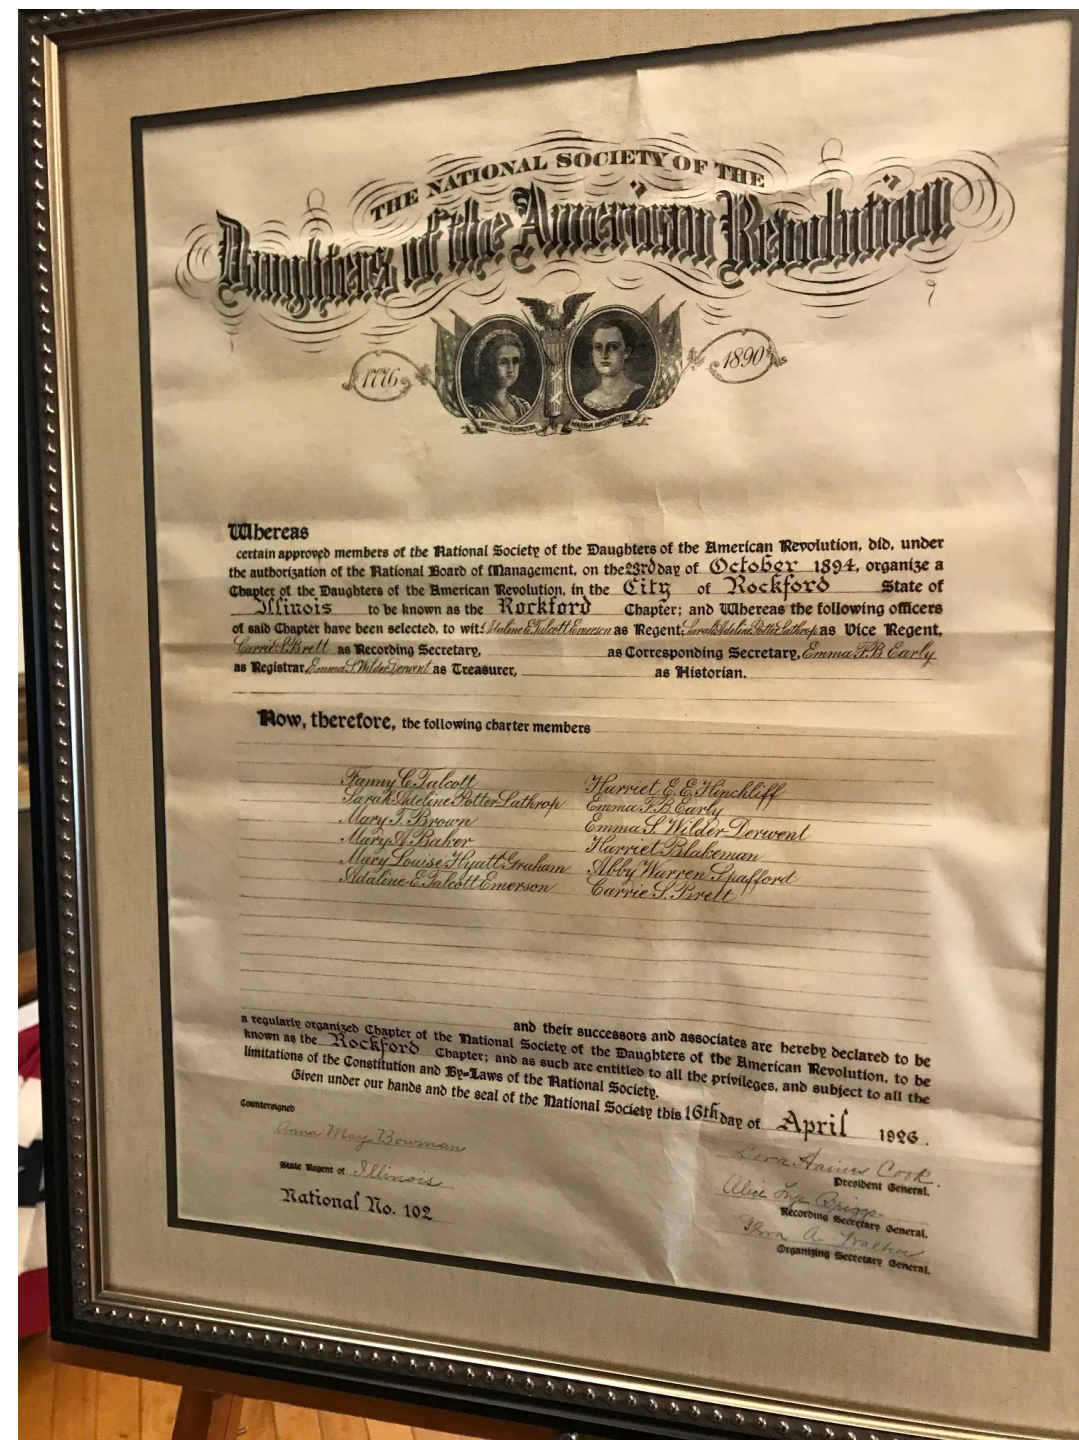 THE NATIONAL SOCIETY OF THE
Daughters of the American Revolution
1776
1890
MARY WASHINGTON
MARTHA WASHINGTON
Whereas
certain approved members of the National Society of the Daughters of the American Revolution, did, under
the authorization of the National Board of Management, on the 23rd day of October 1894, organize a
Chapter of the Daughters of the American Revolution, in the City of Rockford State of
Illinois to be known as the Rockford Chapter; and Whereas the following officers
of said Chapter have been selected, to wit: Adaline E. Talcott Emerson as Regent, Sarah Adeline Potter Lathrop as Vice Regent,
Carrie S. Brett as Recording Secretary, as Corresponding Secretary, Emma F. B. Early
as Registrar, Emma S. Wilder Derwent as Treasurer, as Historian.
Now, therefore, the following charter members
Fanny C. Talcott
Sarah Adeline Potter Lathrop
Mary T. Brown
Mary A. Baker
Mary Louise Hyatt Graham
Adaline E. Talcott Emerson
Harriet E. E. Hinchliff
Emma F. B. Early
Emma S. Wilder Derwent
Harriet Blakeman
Abby Warren Spafford
Carrie S. Brett
and their successors and associates are hereby declared to be
a regularly organized Chapter of the National Society of the Daughters of the American Revolution, to be
known as the Rockford Chapter; and as such are entitled to all the privileges, and subject to all the
limitations of the Constitution and By-Laws of the National Society.
Given under our hands and the seal of the National Society this 16th day of April 1926.
Countersigned
Anna May Bowman
State Regent of Illinois
National No. 102
Haines Cook.
President General.
Alice Briggs.
Recording Secretary General.
Flora A. Walker
Organizing Secretary General.